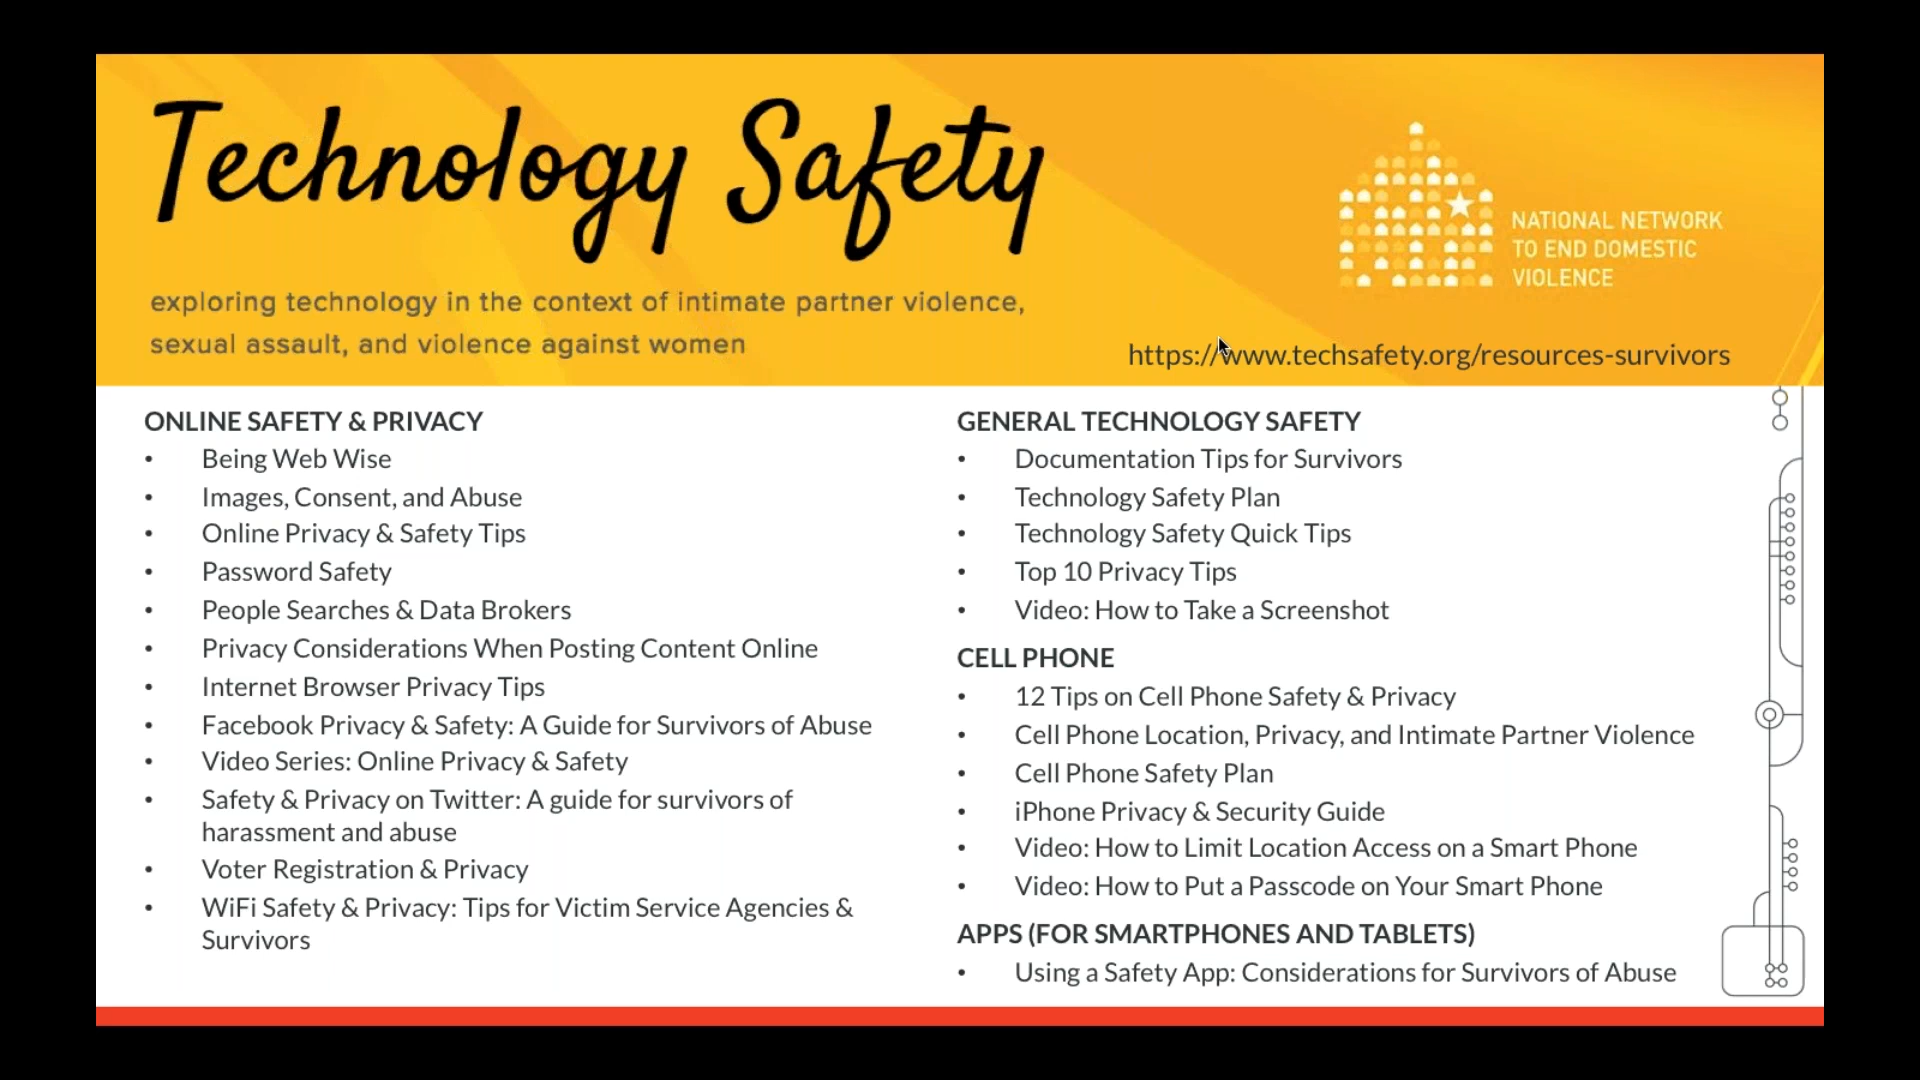 Technology Safety
exploring technology in the context of intimate partner violence,
sexual assault, and violence against women
NATIONAL NETWORK
TO END DOMESTIC
VIOLENCE
https://www.techsafety.org/resources-survivors
ONLINE SAFETY & PRIVACY
• Being Web Wise
• Images, Consent, and Abuse
• Online Privacy & Safety Tips
• Password Safety
• People Searches & Data Brokers
• Privacy Considerations When Posting Content Online
• Internet Browser Privacy Tips
• Facebook Privacy & Safety: A Guide for Survivors of Abuse
• Video Series: Online Privacy & Safety
• Safety & Privacy on Twitter: A guide for survivors of
harassment and abuse
• Voter Registration & Privacy
• WiFi Safety & Privacy: Tips for Victim Service Agencies &
Survivors
GENERAL TECHNOLOGY SAFETY
• Documentation Tips for Survivors
• Technology Safety Plan
• Technology Safety Quick Tips
• Top 10 Privacy Tips
• Video: How to Take a Screenshot
CELL PHONE
• 12 Tips on Cell Phone Safety & Privacy
• Cell Phone Location, Privacy, and Intimate Partner Violence
• Cell Phone Safety Plan
• iPhone Privacy & Security Guide
• Video: How to Limit Location Access on a Smart Phone
• Video: How to Put a Passcode on Your Smart Phone
APPS (FOR SMARTPHONES AND TABLETS)
• Using a Safety App: Considerations for Survivors of Abuse